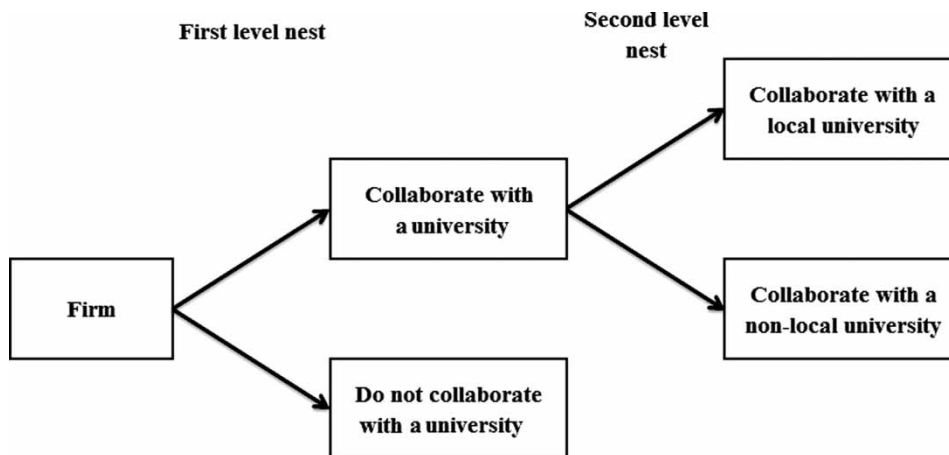 First level nest
Second level
nest
Collaborate with a
local university
Collaborate with
a university
Firm
Collaborate with a
non-local university
Do not collaborate
with a university